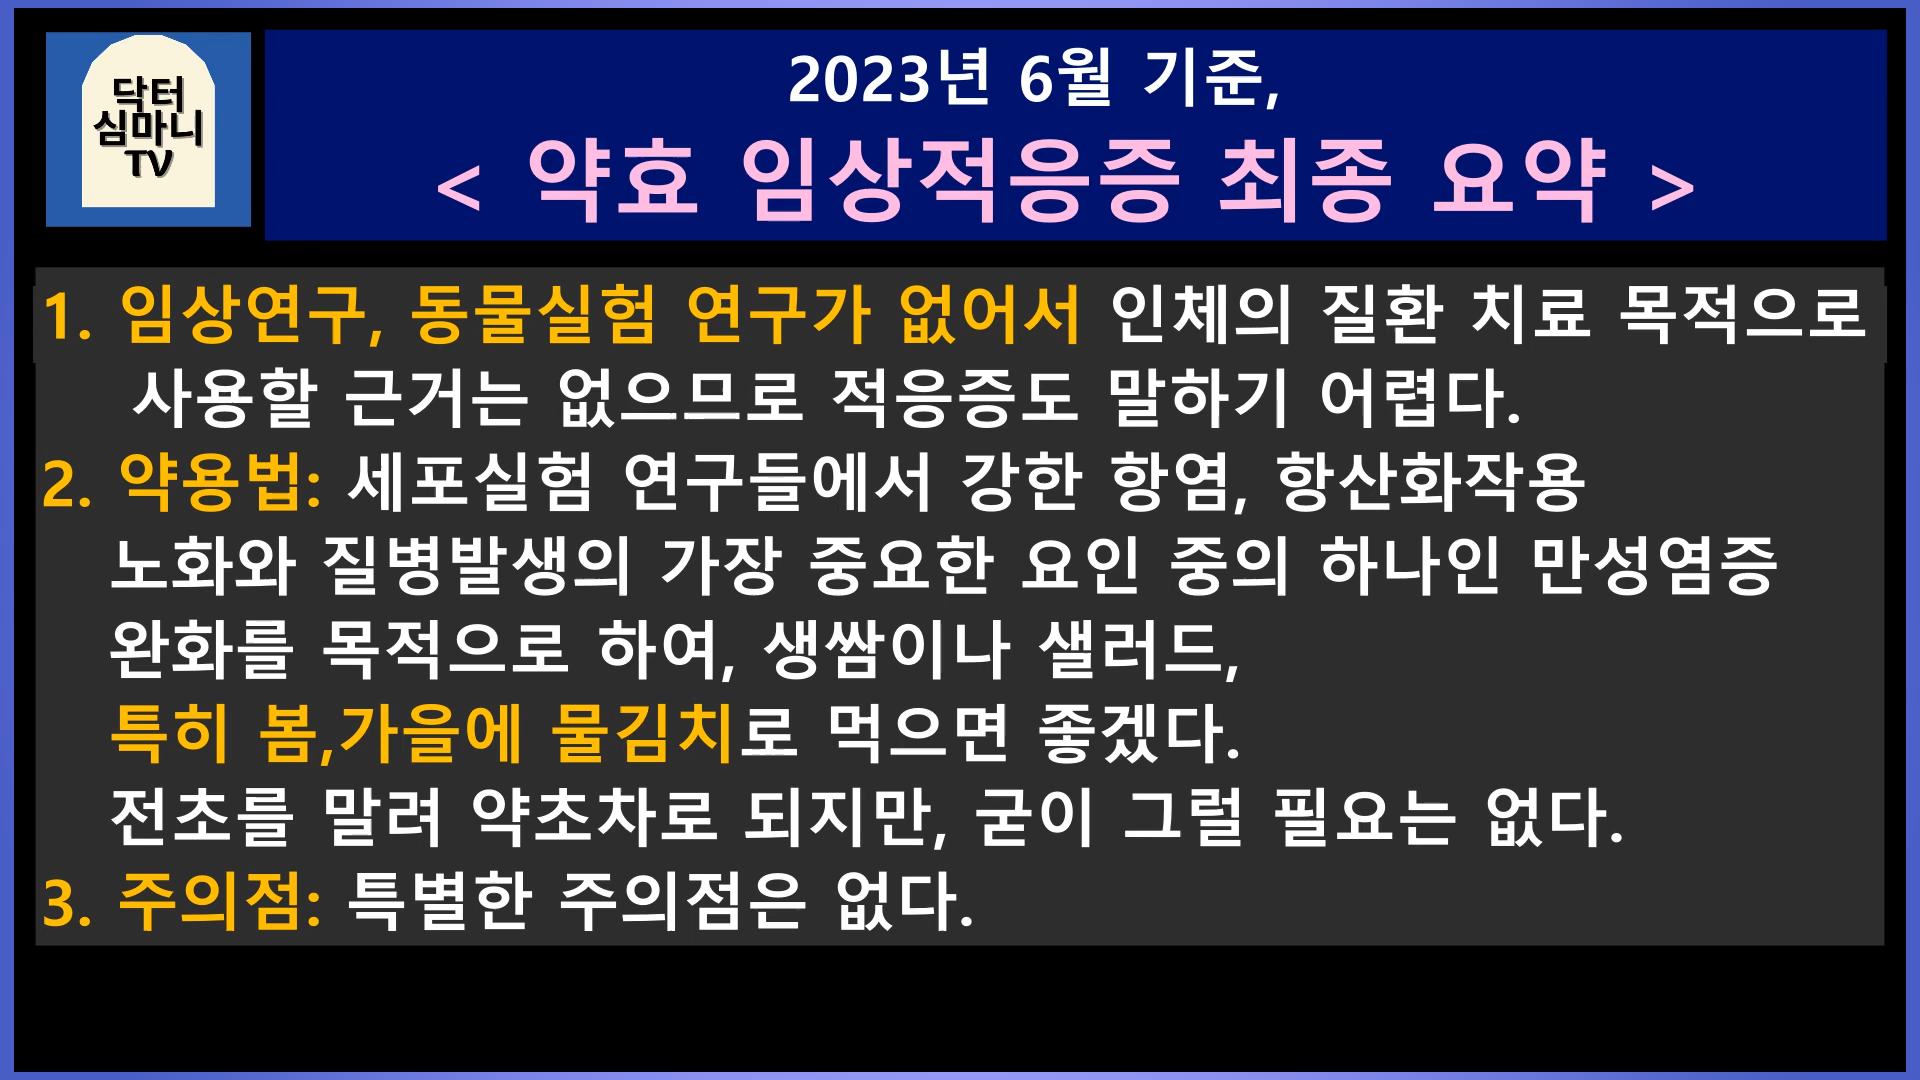 닥터
심마니
TV
2023년 6월 기준,
< 약효 임상적응증 최종 요약 >
1. 임상연구, 동물실험 연구가 없어서 인체의 질환 치료 목적으로
사용할 근거는 없으므로 적응증도 말하기 어렵다.
2. 약용법: 세포실험 연구들에서 강한 항염, 항산화작용
노화와 질병발생의 가장 중요한 요인 중의 하나인 만성염증
완화를 목적으로 하여, 생쌈이나 샐러드,
특히 봄,가을에 물김치로 먹으면 좋겠다.
전초를 말려 약초차로 되지만, 굳이 그럴 필요는 없다.
3. 주의점: 특별한 주의점은 없다.